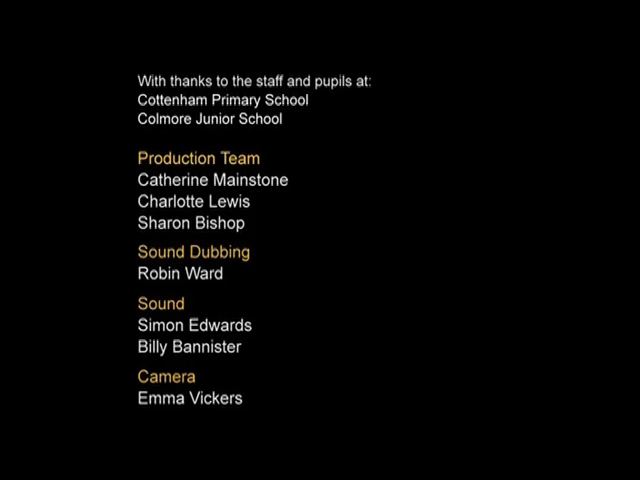 With thanks to the staff and pupils at:
Cottenham Primary School
Colmore Junior School
Production Team
Catherine Mainstone
Charlotte Lewis
Sharon Bishop
Sound Dubbing
Robin Ward
Sound
Simon Edwards
Billy Bannister
Camera
Emma Vickers